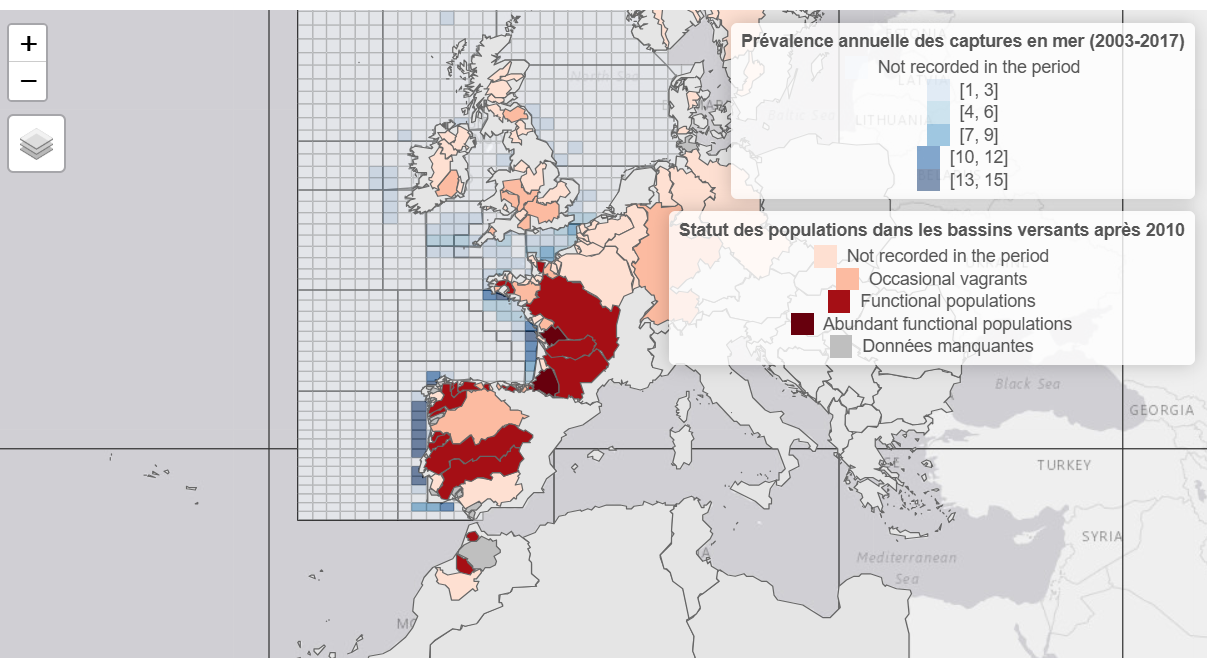 +
−
Prévalence annuelle des captures en mer (2003-2017)
Not recorded in the period
[1, 3]
[4, 6]
[7, 9]
[10, 12]
[13, 15]
North Sea
Baltic Sea
LITHUANIA
Statut des populations dans les bassins versants après 2010
Not recorded in the period
Occasional vagrants
Functional populations
Abundant functional populations
Données manquantes
Black Sea
GEORGIA
TURKEY
SYRIA
Mediterranean
Sea